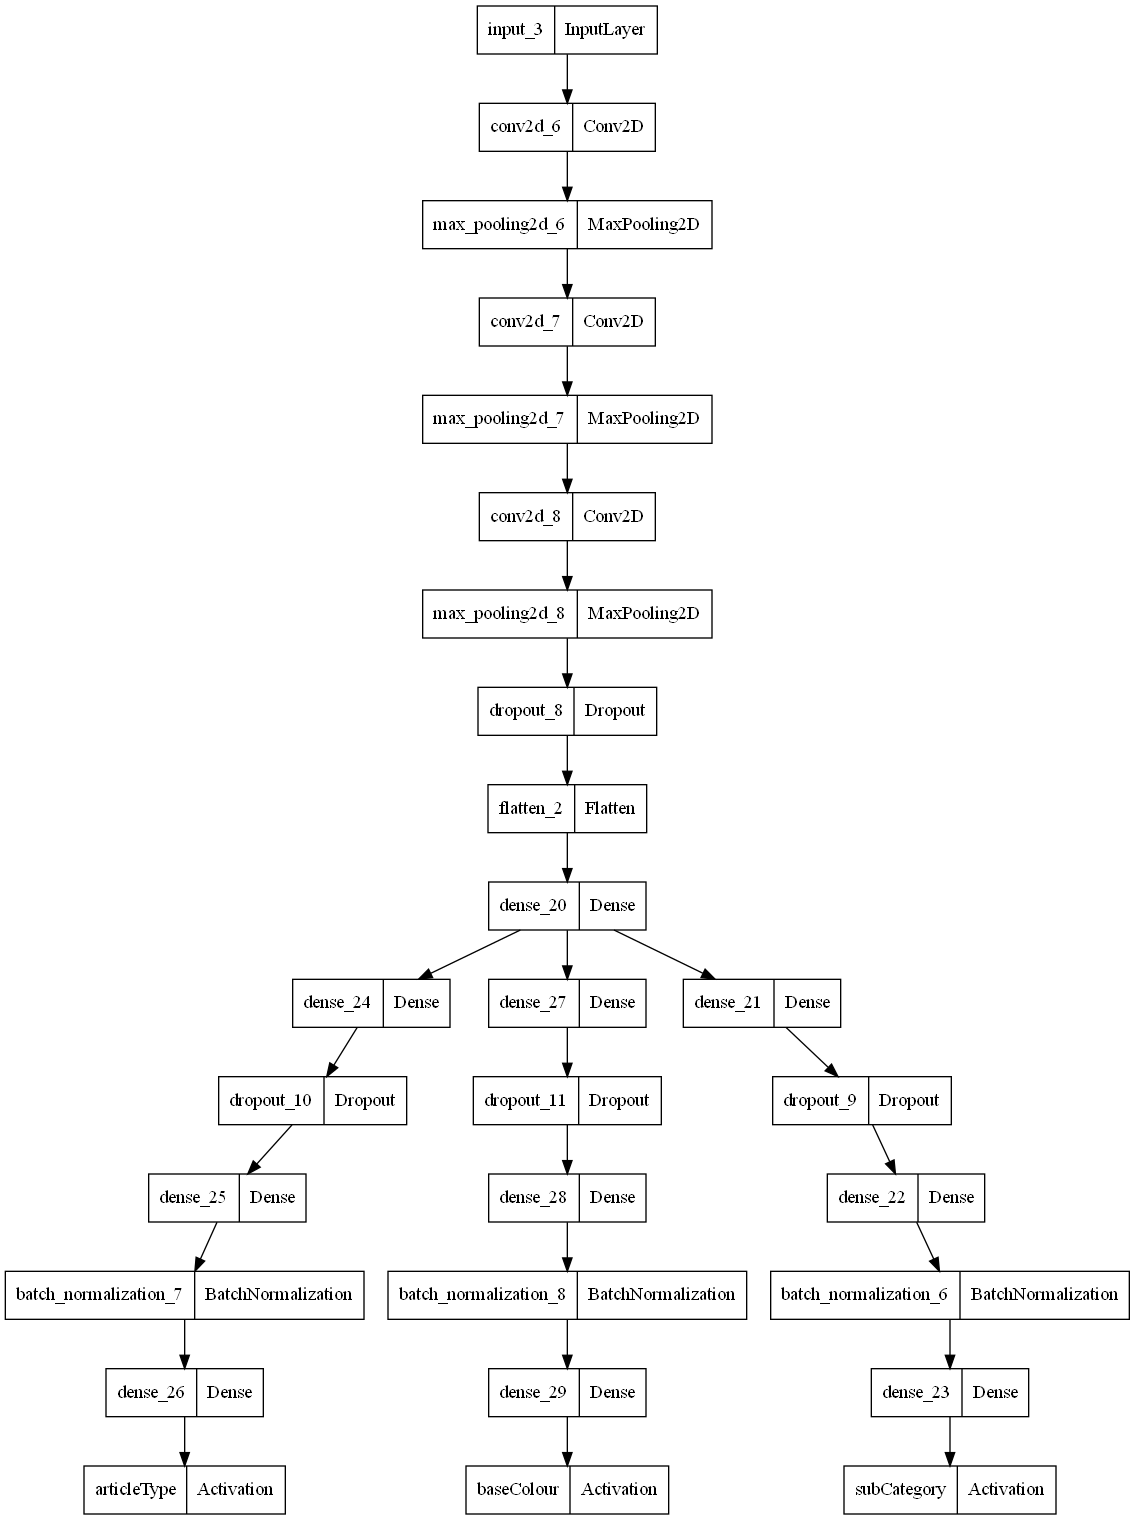 input_3 InputLayer
conv2d_6 Conv2D
max_pooling2d_6 MaxPooling2D
conv2d_7 Conv2D
max_pooling2d_7 MaxPooling2D
conv2d_8 Conv2D
max_pooling2d_8 MaxPooling2D
dropout_8 Dropout
flatten_2 Flatten
dense_20 Dense
dense_24 Dense dense_27 Dense dense_21 Dense
dropout_10 Dropout dropout_11 Dropout dropout_9 Dropout
dense_25 Dense dense_28 Dense dense_22 Dense
batch_normalization_7 BatchNormalization batch_normalization_8 BatchNormalization batch_normalization_6 BatchNormalization
dense_26 Dense dense_29 Dense dense_23 Dense
articleType Activation baseColour Activation subCategory Activation